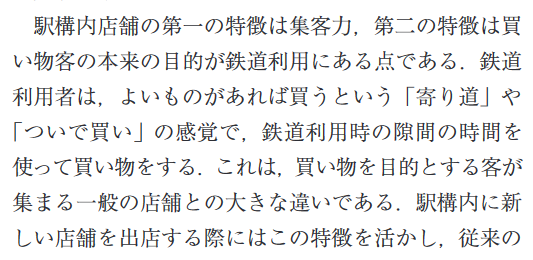 駅構内店舗の第一の特徴は集客力，第二の特徴は買
い物客の本来の目的が鉄道利用にある点である．鉄道
利用者は，よいものがあれば買うという「寄り道」や
「ついで買い」の感覚で，鉄道利用時の隙間の時間を
使って買い物をする．これは，買い物を目的とする客が
集まる一般の店舗との大きな違いである．駅構内に新
しい店舗を出店する際にはこの特徴を活かし，従来の